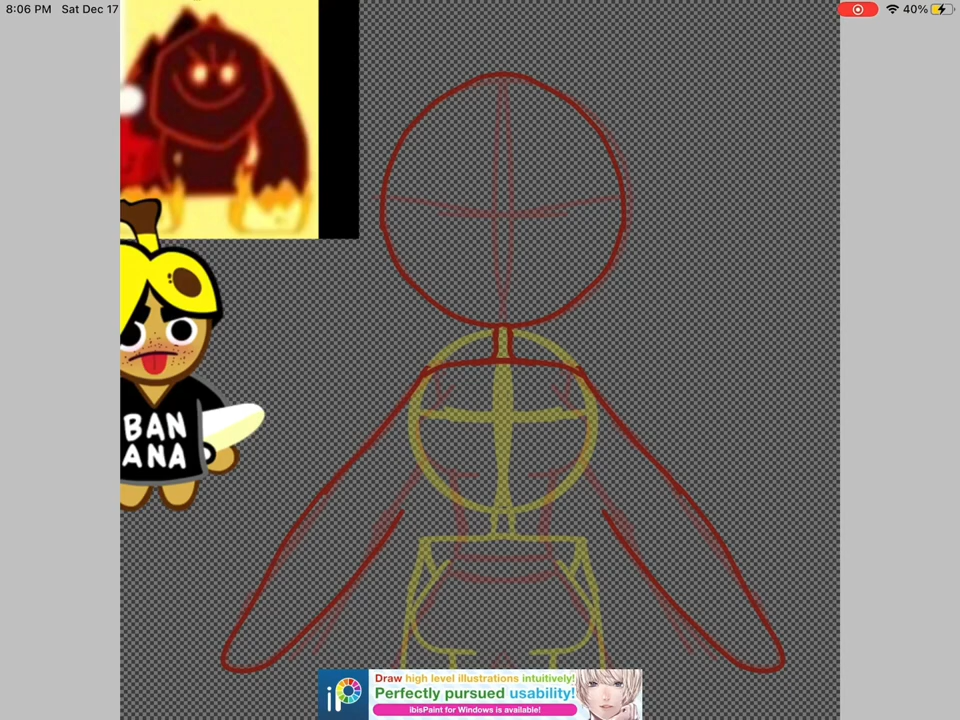 8:06 PM Sat Dec 17
40%
BAN
ANA
iP
Draw high level illustrations intuitively!
Perfectly pursued usability!
ibisPaint for Windows is available!